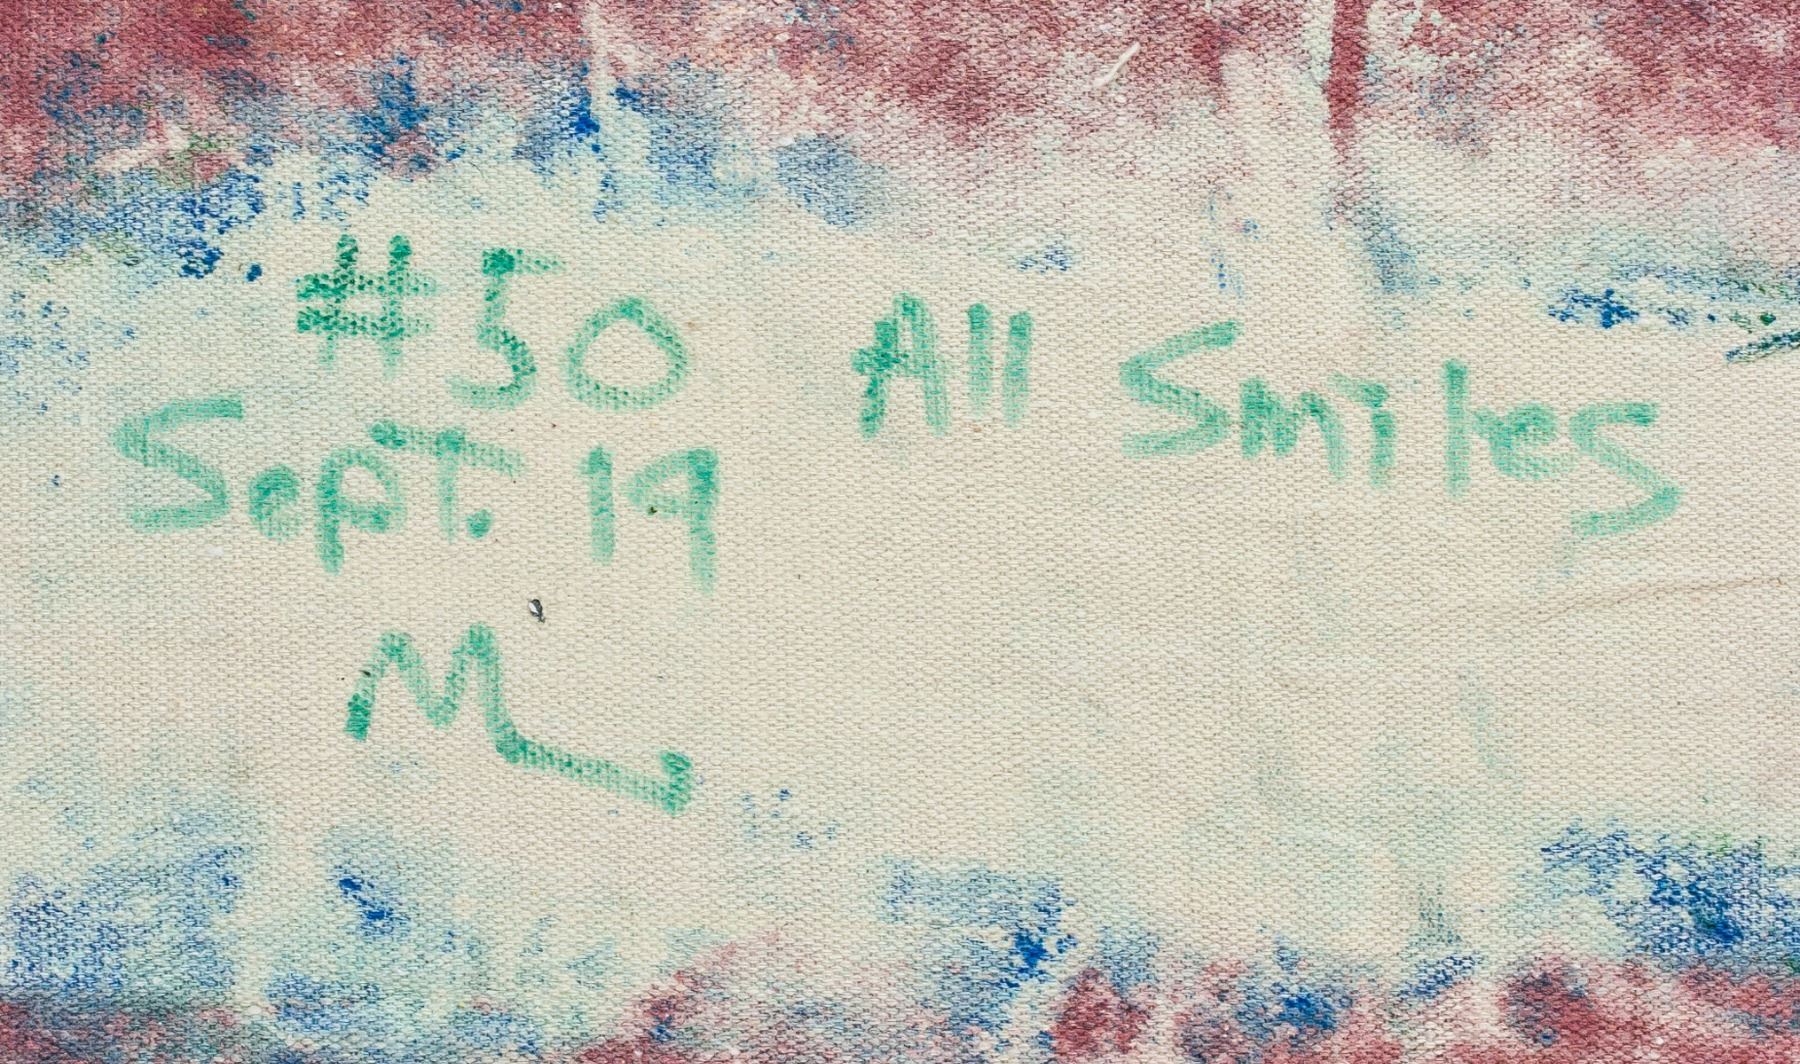 #50 All Smiles
Sept. 19
M